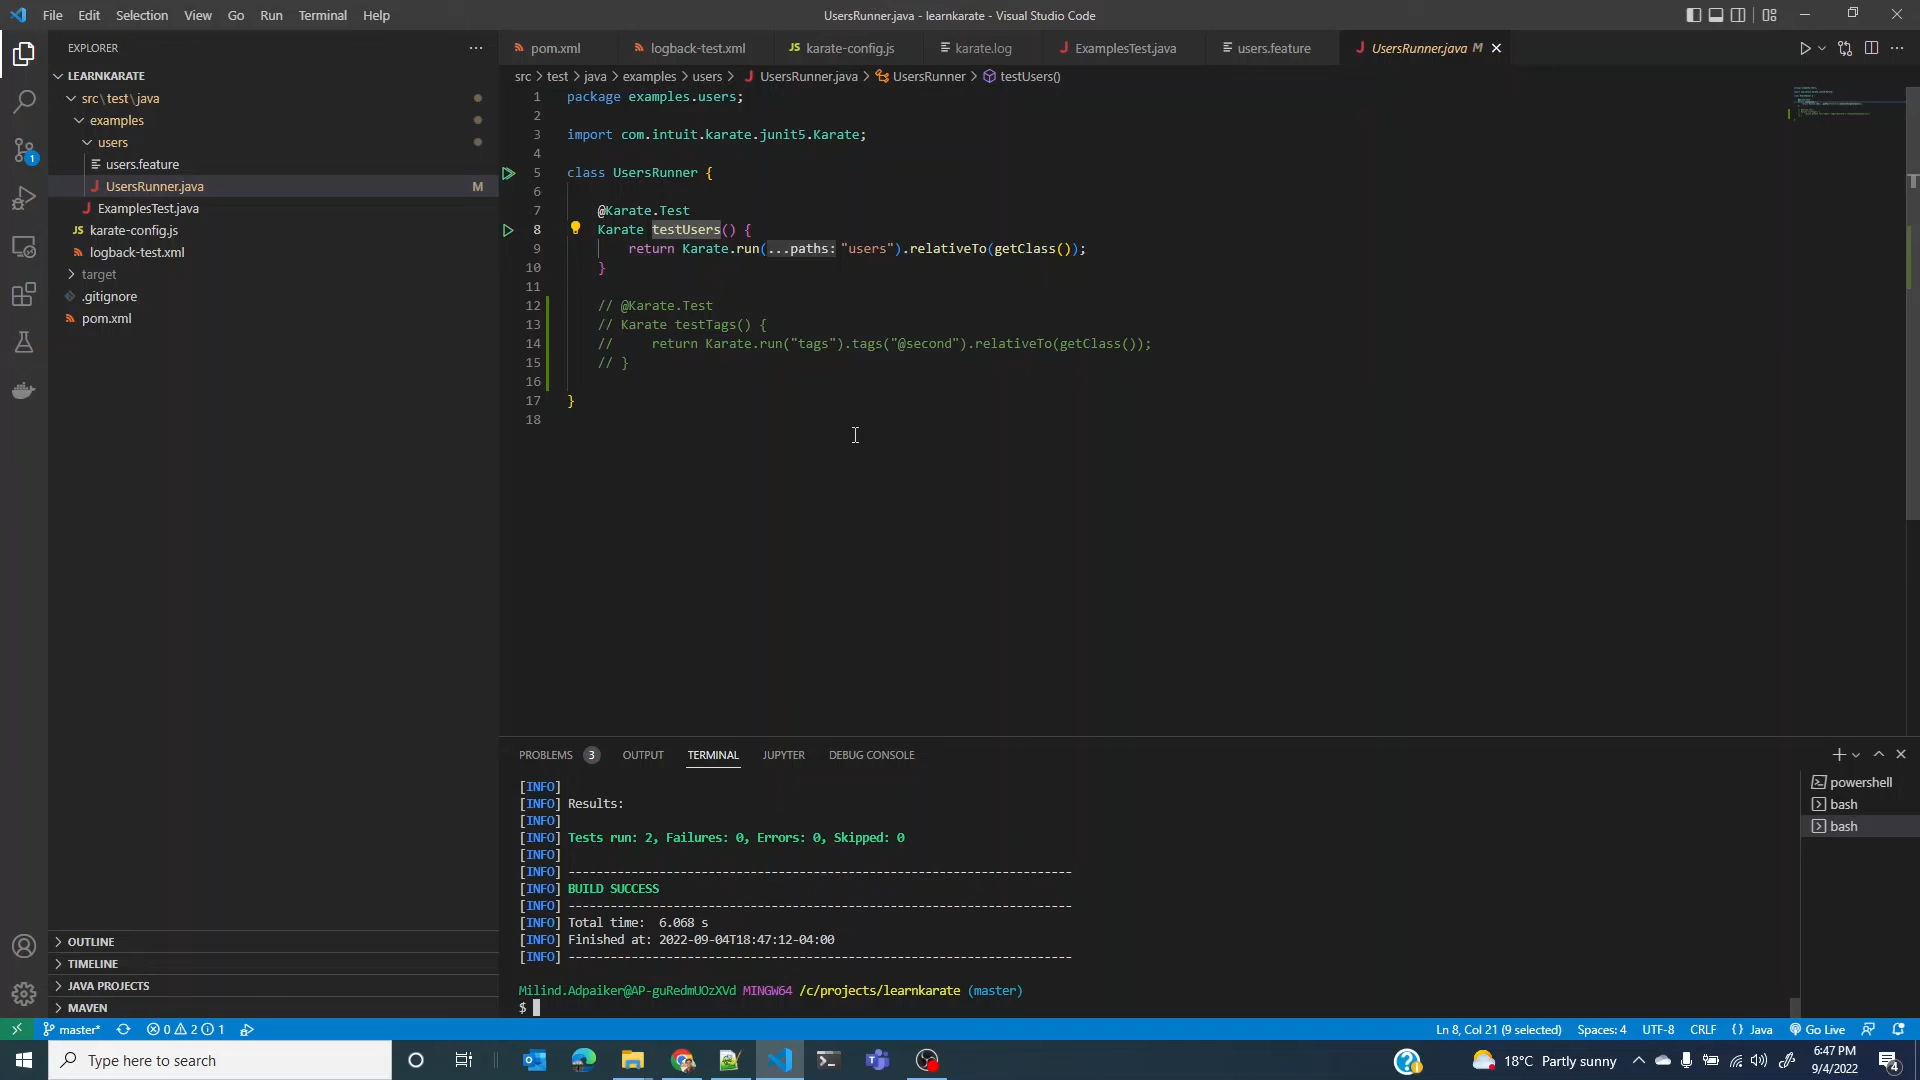 File Edit Selection View Go Run Terminal Help
UsersRunner.java - learnkarate - Visual Studio Code
EXPLORER
LEARNKARATE
src\test\java
examples
users
users.feature
UsersRunner.java M
ExamplesTest.java
karate-config.js
logback-test.xml
target
.gitignore
pom.xml
OUTLINE
TIMELINE
JAVA PROJECTS
MAVEN
pom.xml logback-test.xml JS karate-config.js karate.log ExamplesTest.java users.feature UsersRunner.java M
src > test > java > examples > users > UsersRunner.java > UsersRunner > testUsers()
1 package examples.users;
2
3 import com.intuit.karate.junit5.Karate;
4
5 class UsersRunner {
6
7 @Karate.Test
8 Karate testUsers() {
9 return Karate.run(...paths: "users").relativeTo(getClass());
10 }
11
12 // @Karate.Test
13 // Karate testTags() {
14 // return Karate.run("tags").tags("@second").relativeTo(getClass());
15 // }
16
17 }
18
PROBLEMS 3 OUTPUT TERMINAL JUPYTER DEBUG CONSOLE
[INFO]
[INFO] Results:
[INFO]
[INFO] Tests run: 2, Failures: 0, Errors: 0, Skipped: 0
[INFO]
[INFO] ------------------------------------------------------------------------
[INFO] BUILD SUCCESS
[INFO] ------------------------------------------------------------------------
[INFO] Total time:  6.068 s
[INFO] Finished at: 2022-09-04T18:47:12-04:00
[INFO] ------------------------------------------------------------------------
Milind.Adpaiker@AP-guRedmUOzXVd MINGW64 /c/projects/learnkarate (master)
$
powershell
bash
bash
master* 0 2 1
Ln 8, Col 21 (9 selected) Spaces: 4 UTF-8 CRLF {} Java Go Live
Type here to search
18°C Partly sunny
6:47 PM
9/4/2022
4